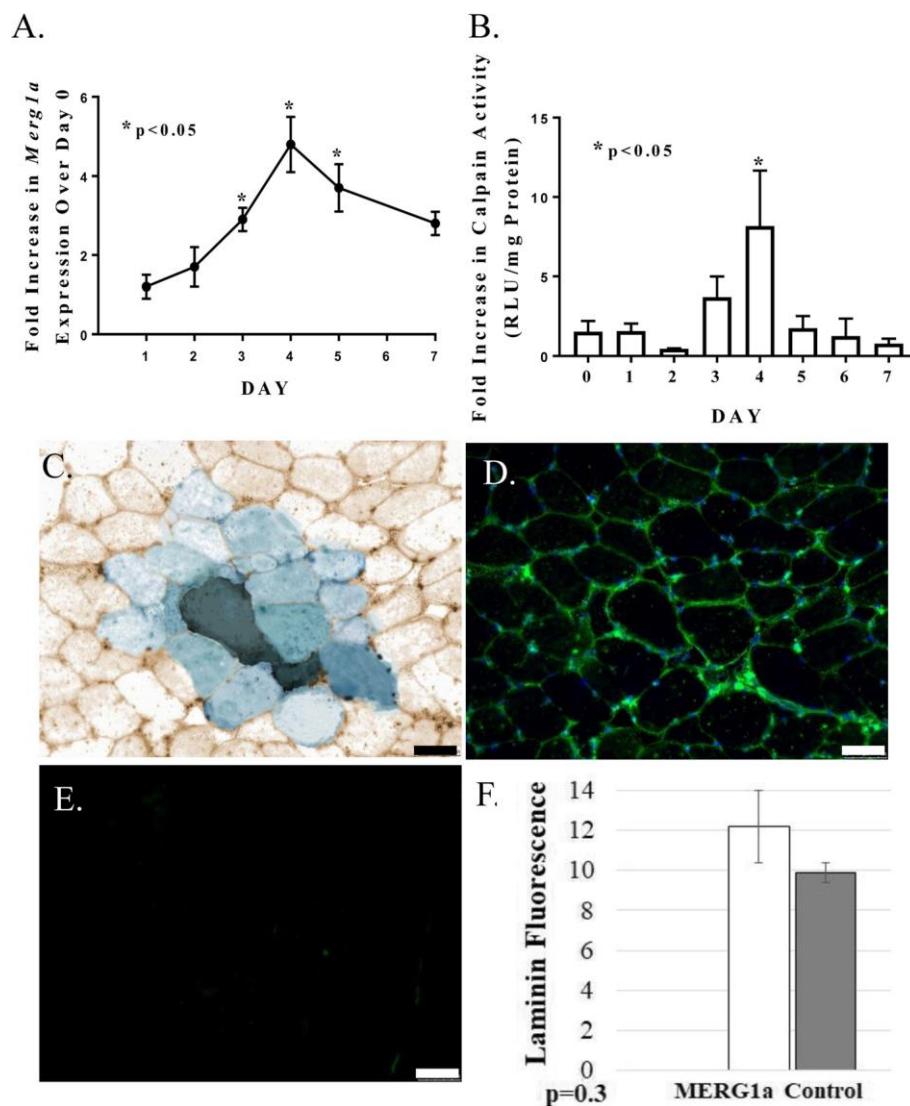 A.
Fold Increase in Merg1a
Expression Over Day 0
6
4
2
0
* p<0.05
*
*
*
1 2 3 4 5 6 7
DAY
B.
Fold Increase in Calpain Activity
(RLU/mg Protein)
15
10
5
0
* p<0.05
*
0 1 2 3 4 5 6 7
DAY
C.
D.
E.
F.
Laminin Fluorescence
14
12
10
8
6
4
2
0
p=0.3
MERG1a Control